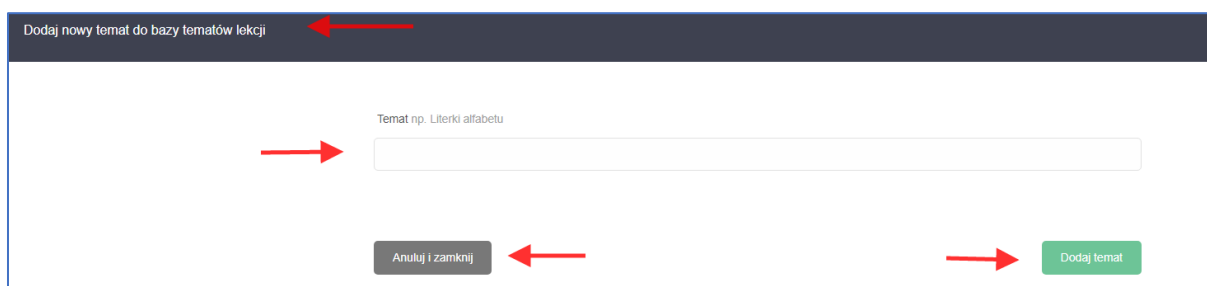 Dodaj nowy temat do bazy tematów lekcji
Temat np. Literki alfabetu
Anuluj i zamknij
Dodaj temat